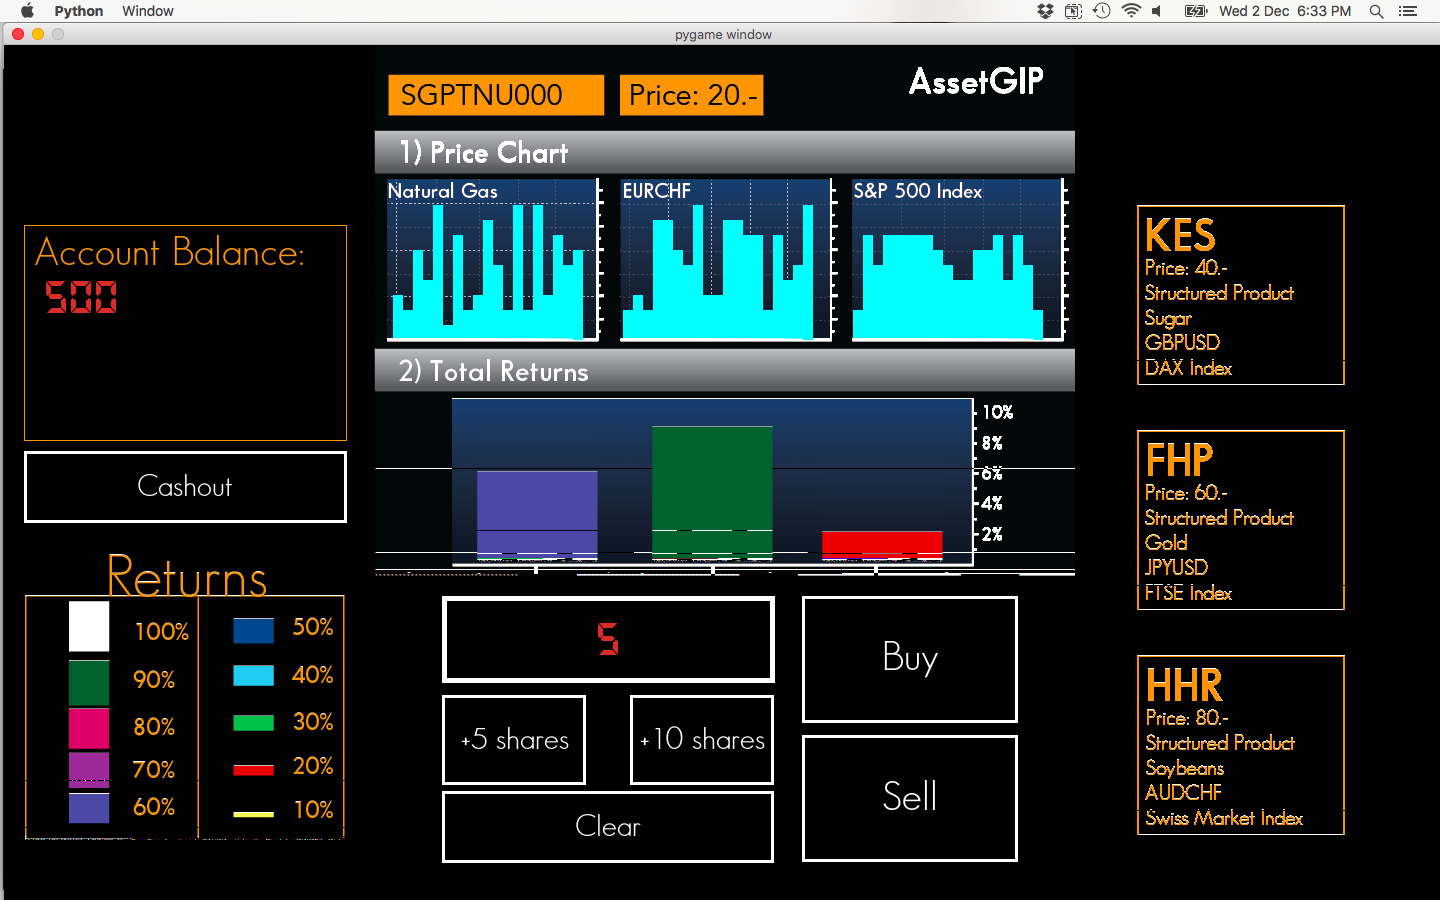 Python Window Wed 2 Dec 6:33 PM
pygame window
SGPTNU000 Price: 20.- AssetGIP
1) Price Chart
Natural Gas EURCHF S&P 500 Index
Account Balance:
500
Cashout
2) Total Returns
10%
8%
6%
4%
2%
Returns
100% 50%
90% 40%
80% 30%
70% 20%
60% 10%
5
+5 shares +10 shares
Clear
Buy
Sell
KES
Price: 40.-
Structured Product
Sugar
GBPUSD
DAX Index
FHP
Price: 60.-
Structured Product
Gold
JPYUSD
FTSE Index
HHR
Price: 80.-
Structured Product
Soybeans
AUDCHF
Swiss Market Index